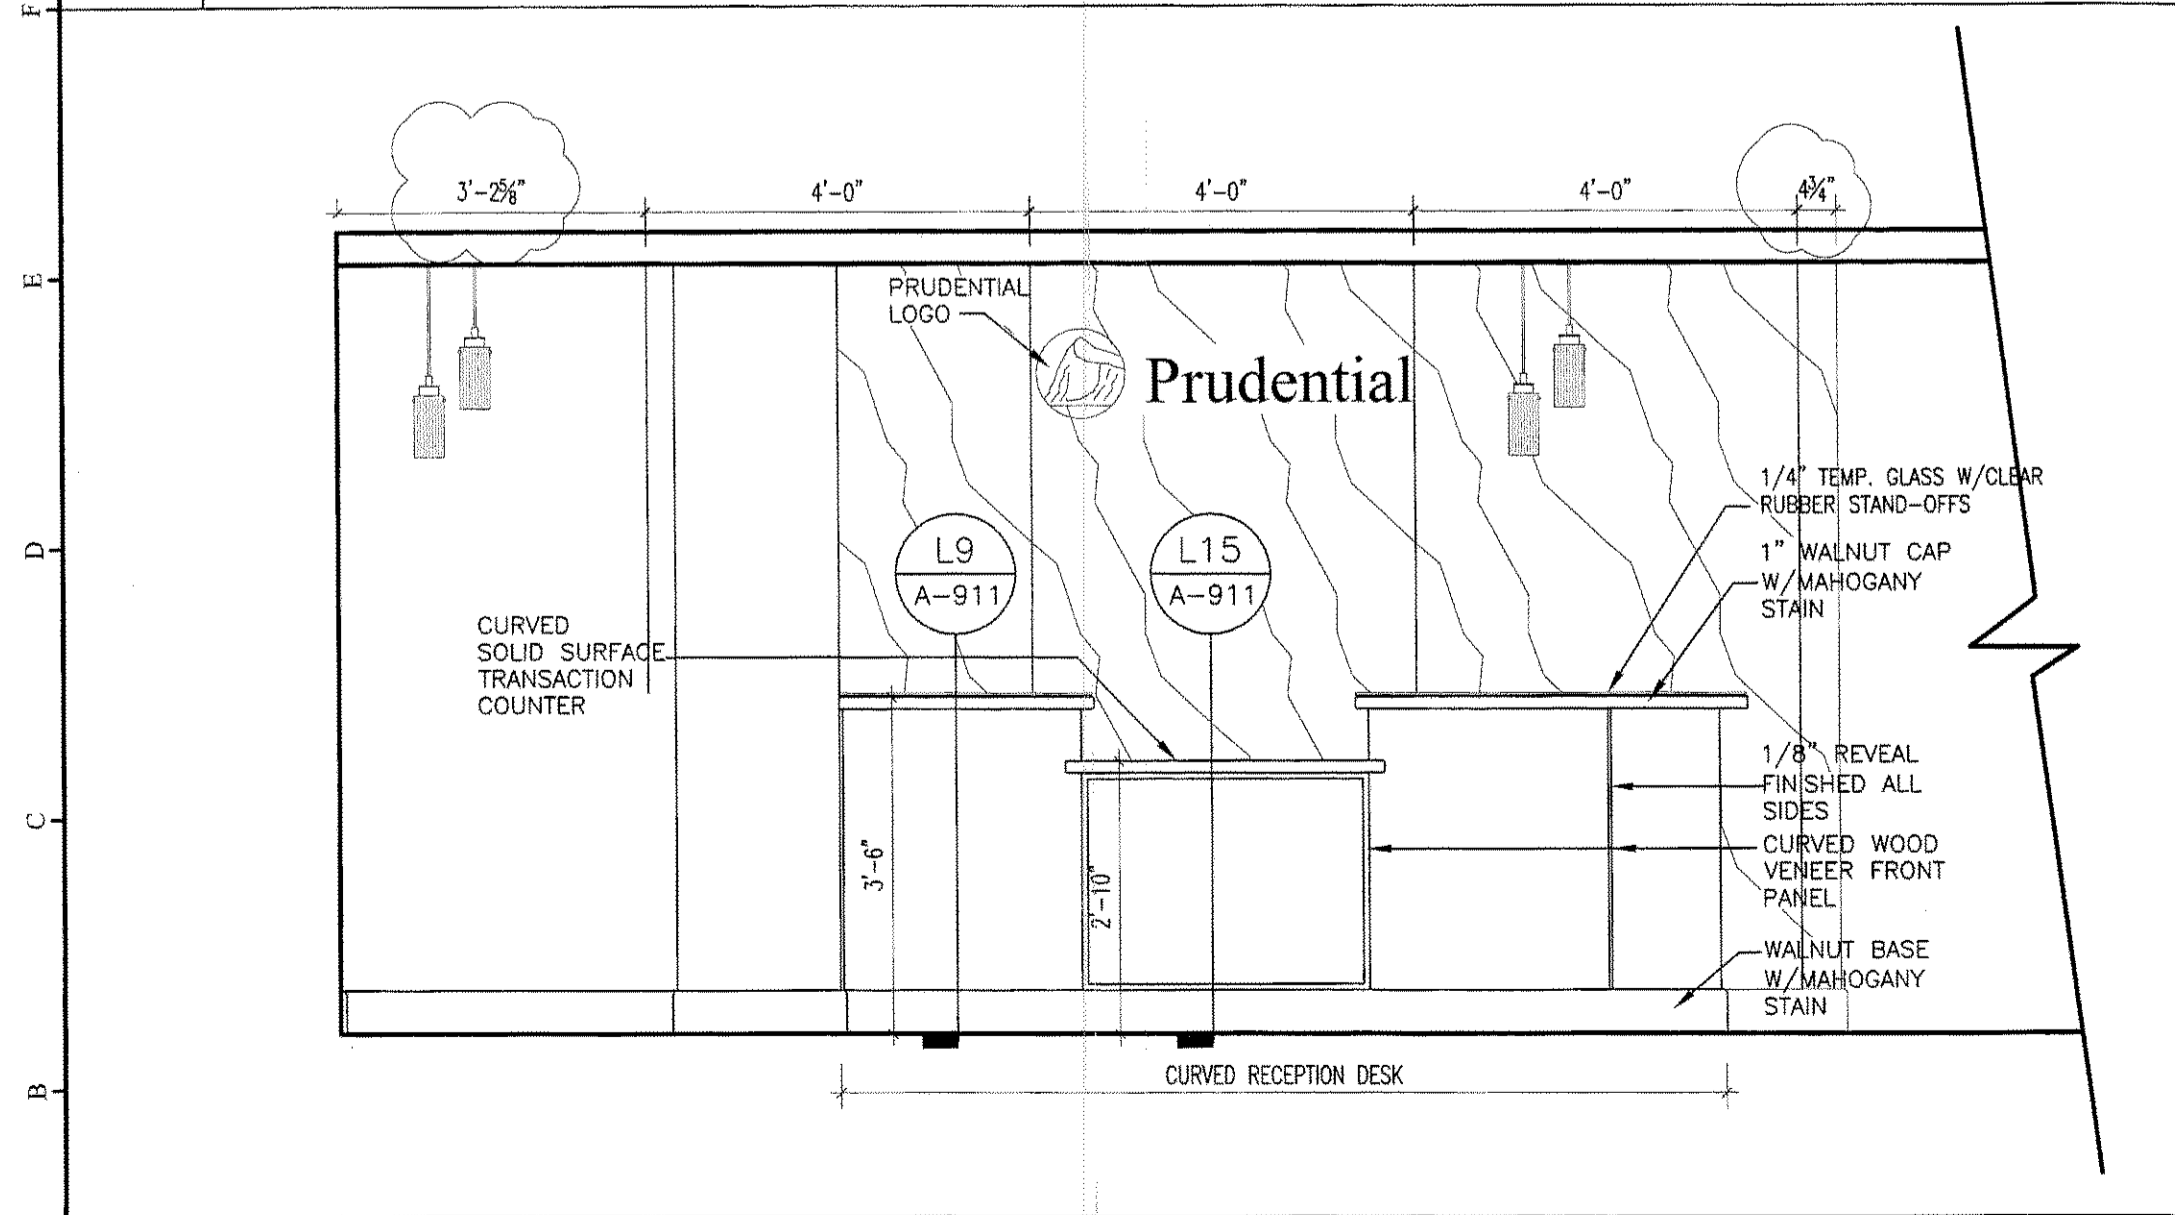 F
3'-2⅝"
4'-0"
4'-0"
4'-0"
4¾"
E
PRUDENTIAL
LOGO
Prudential
1/4" TEMP. GLASS W/CLEAR
RUBBER STAND-OFFS
D
L9
A-911
L15
A-911
1" WALNUT CAP
W/MAHOGANY
STAIN
CURVED
SOLID SURFACE
TRANSACTION
COUNTER
1/8" REVEAL
FINISHED ALL
SIDES
C
3'-6"
2'-10"
CURVED WOOD
VENEER FRONT
PANEL
WALNUT BASE
W/MAHOGANY
STAIN
CURVED RECEPTION DESK
B